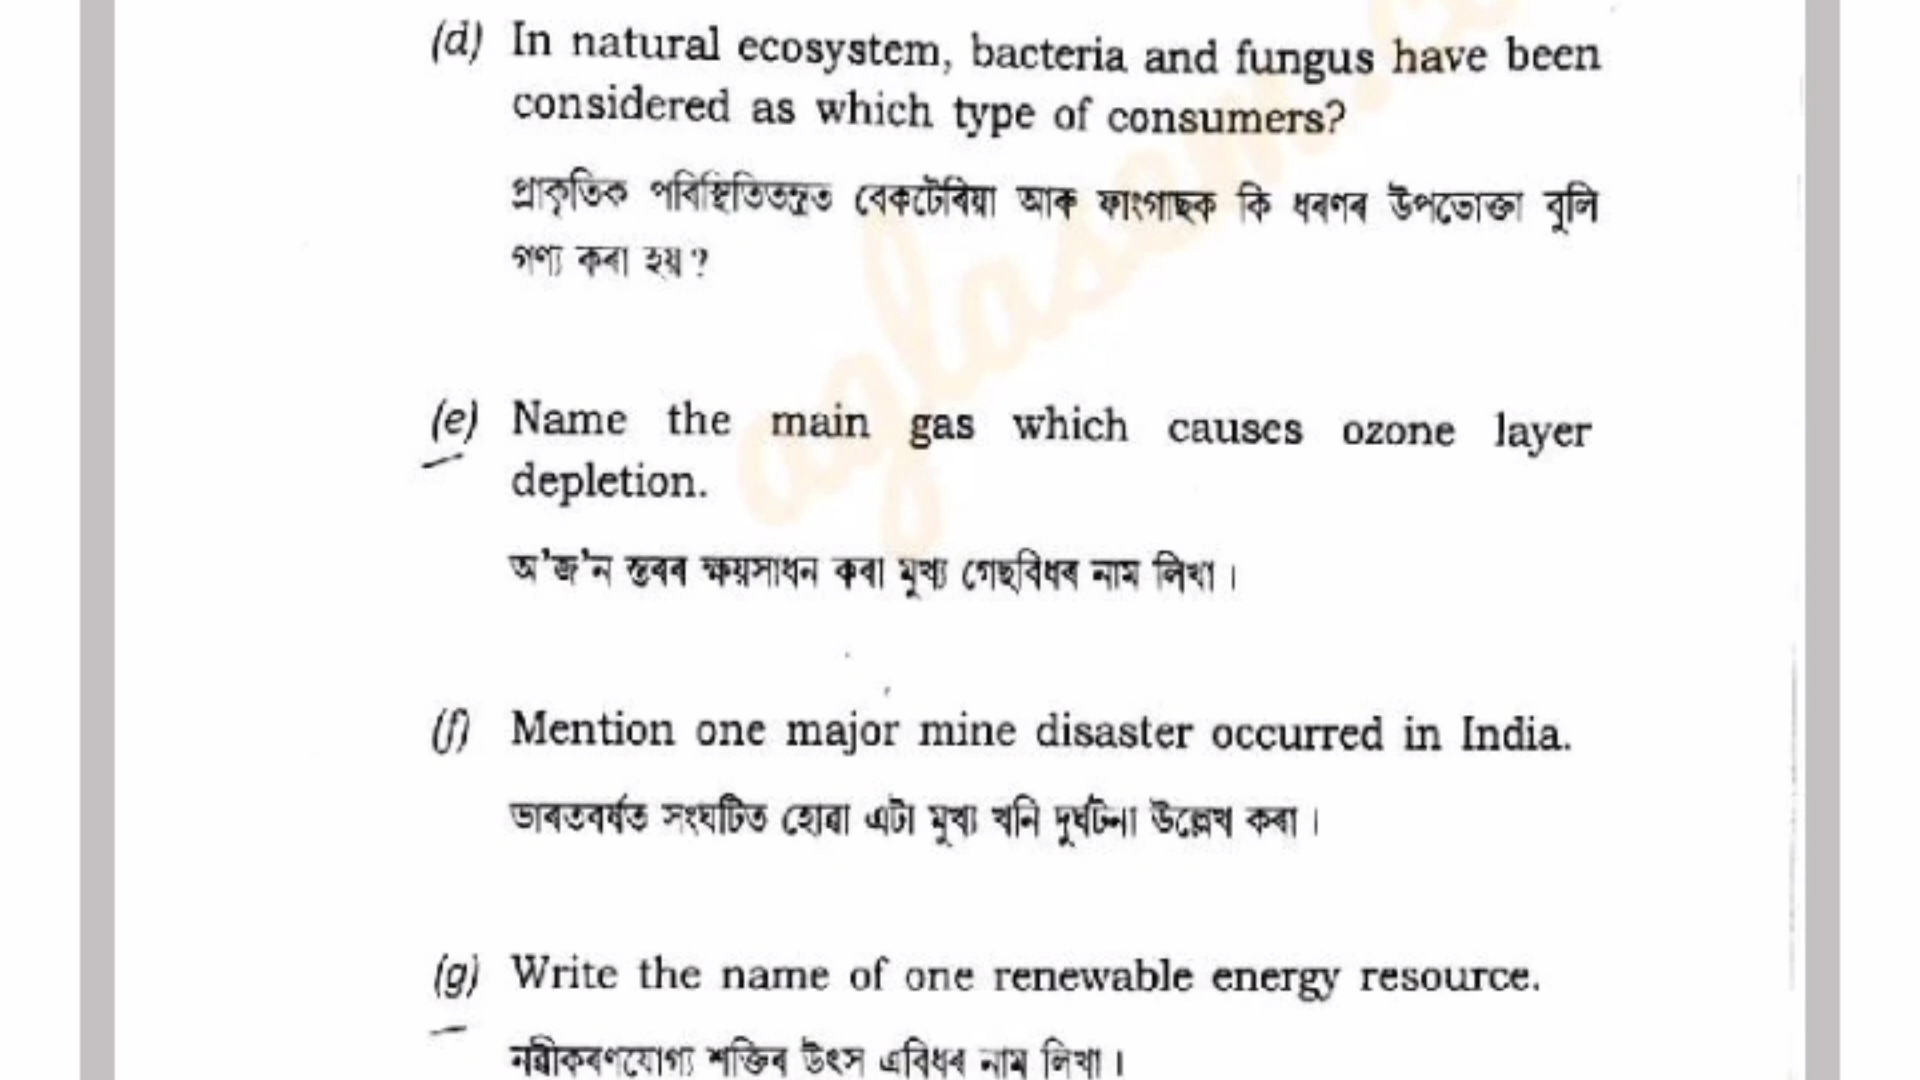 (d) In natural ecosystem, bacteria and fungus have been
considered as which type of consumers?
প্ৰাকৃতিক পৰিস্থিতিতন্ত্ৰত বেকটেৰিয়া আৰু ফাংগাছক কি ধৰণৰ উপভোক্তা বুলি
গণ্য কৰা হয় ?
(e) Name the main gas which causes ozone layer
depletion.
অ'জ'ন স্তৰৰ ক্ষয়সাধন কৰা মুখ্য গেছবিধৰ নাম লিখা ।
(f) Mention one major mine disaster occurred in India.
ভাৰতবৰ্ষত সংঘটিত হোৱা এটা মুখ্য খনি দুৰ্ঘটনা উল্লেখ কৰা ।
(g) Write the name of one renewable energy resource.
নৱীকৰণযোগ্য শক্তিৰ উৎস এবিধৰ নাম লিখা ।